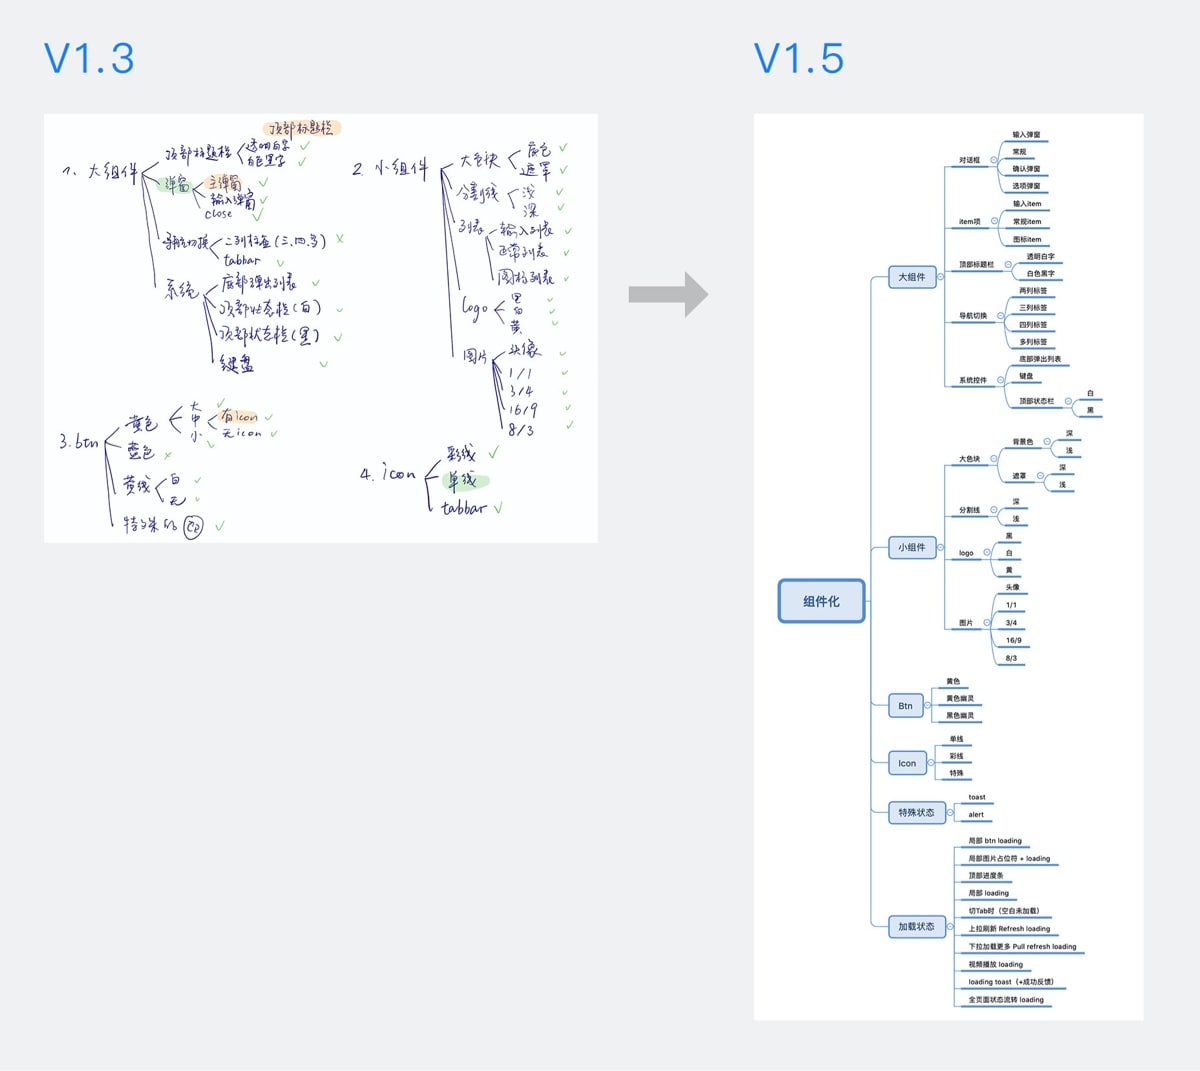 V1.3
V1.5
顶部标题栏
1、大组件
顶部标题栏
透明白字
白色黑字
弹窗
主弹窗
输入弹窗
close
导航切换
二列标签(三、四、多)
tabbar
系统
底部弹出列表
顶部状态栏(白)
顶部状态栏(黑)
键盘
2. 小组件
大色块
底色
遮罩
分割线
浅
深
列表
输入列表
正常列表
图标列表
logo
黑
白
黄
图片
头像
1/1
3/4
16/9
8/3
3.btn
黄色
大
中
小
有icon
无icon
蓝色
黄线
白
无
特殊的
4. icon
彩线
单线
tabbar
组件化
大组件
对话框
输入弹窗
常规
确认弹窗
选项弹窗
item项
输入item
常规item
图标item
顶部标题栏
透明白字
白色黑字
导航切换
两列标签
三列标签
四列标签
多列标签
系统控件
底部弹出列表
键盘
顶部状态栏
白
黑
小组件
大色块
背景色
深
浅
遮罩
深
浅
分割线
深
浅
logo
黑
白
黄
图片
头像
1/1
3/4
16/9
8/3
Btn
黄色
黄色幽灵
黑色幽灵
Icon
单线
彩线
特殊
特殊状态
toast
alert
加载状态
局部 btn loading
局部图片占位符 + loading
顶部进度条
局部 loading
切Tab时（空白未加载）
上拉刷新 Refresh loading
下拉加载更多 Pull refresh loading
视频播放 loading
loading toast（+成功反馈）
全页面状态流转 loading